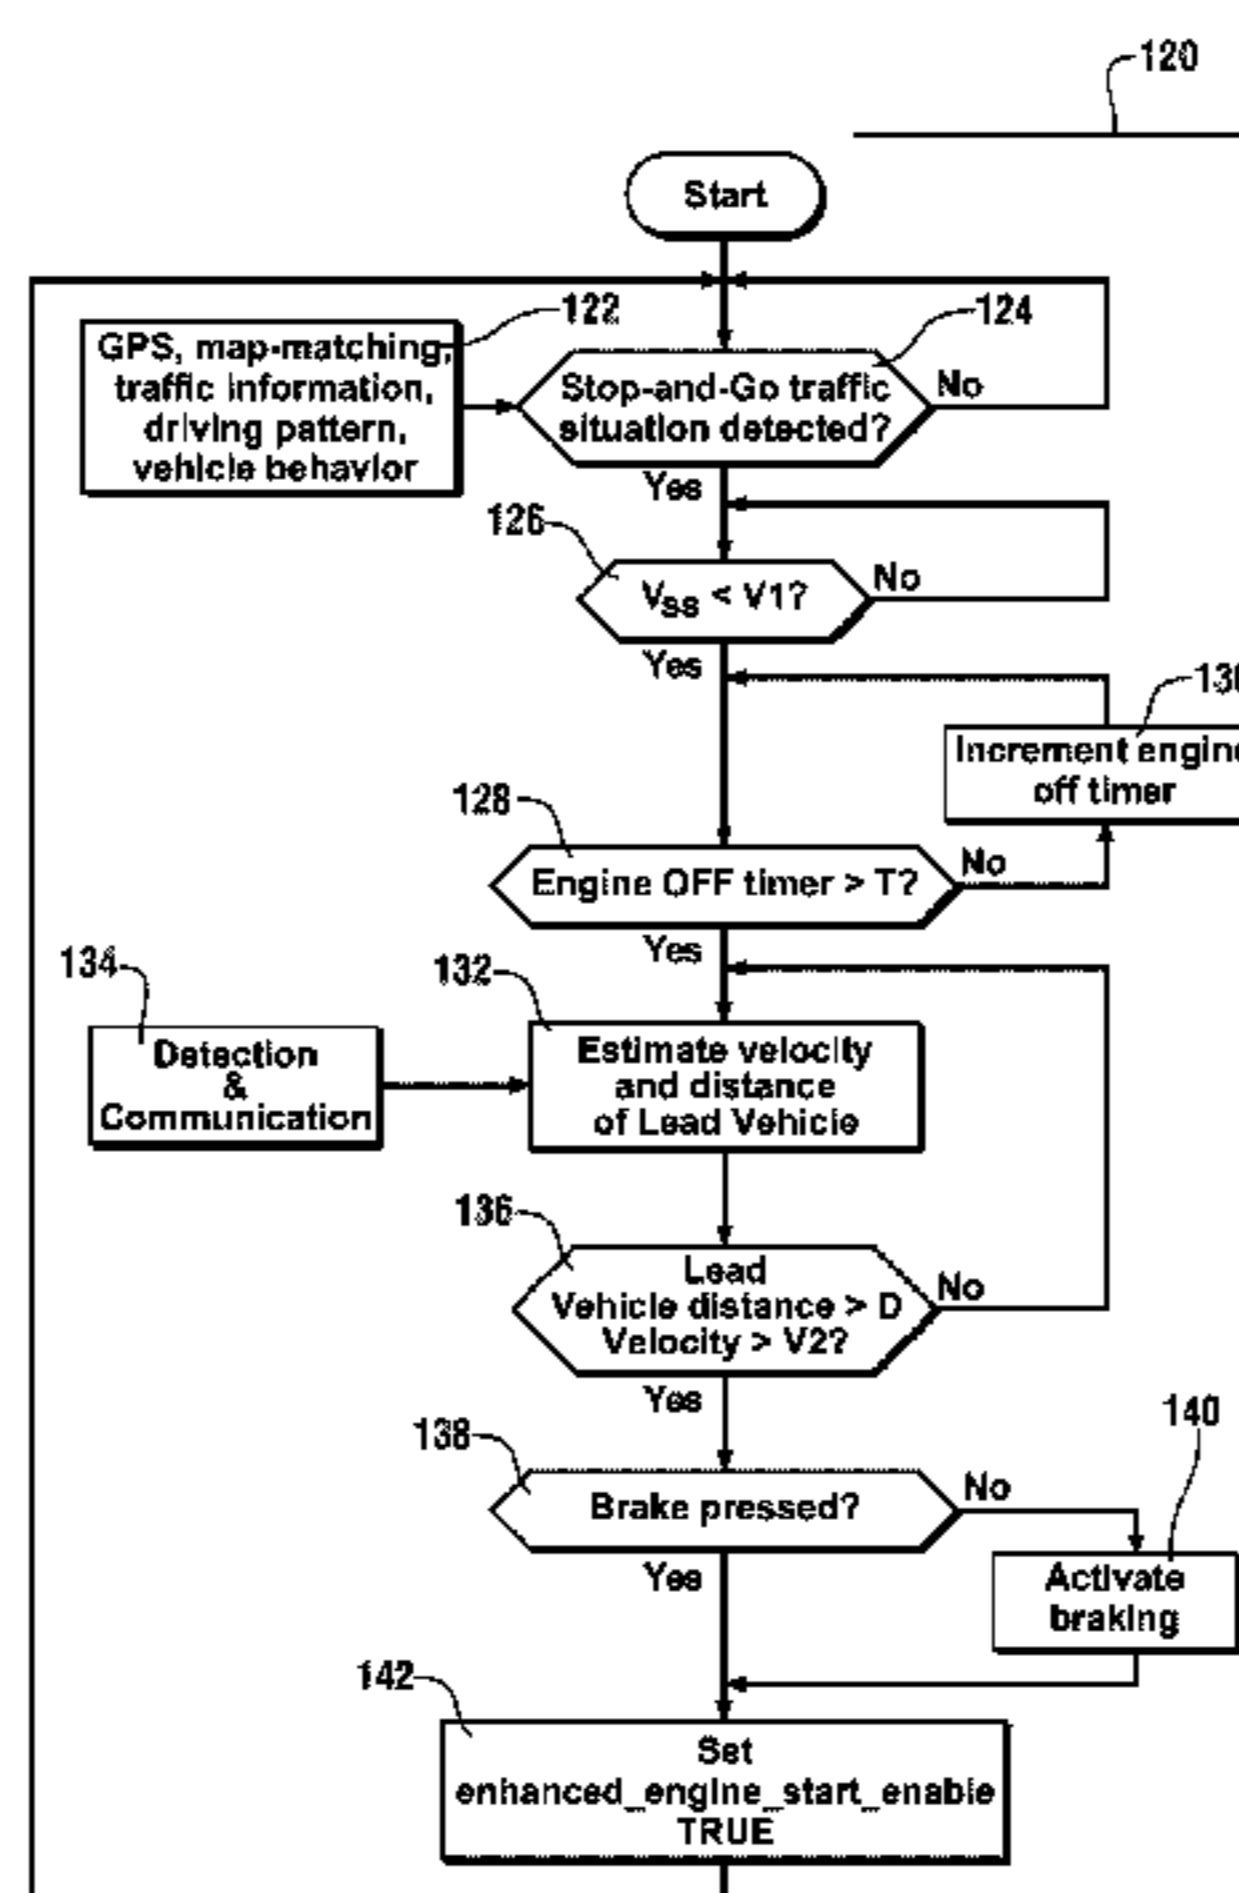 120
Start
122
GPS, map-matching,
traffic information,
driving pattern,
vehicle behavior
124
Stop-and-Go traffic
situation detected?
No
Yes
126
Vss < V1?
No
Yes
Increment engine
off timer
128
Engine OFF timer > T?
No
Yes
134
Detection
&
Communication
132
Estimate velocity
and distance
of Lead Vehicle
136
Lead
Vehicle distance > D
Velocity > V2?
No
Yes
138
Brake pressed?
No
Yes
140
Activate
braking
142
Set
enhanced_engine_start_enable
TRUE